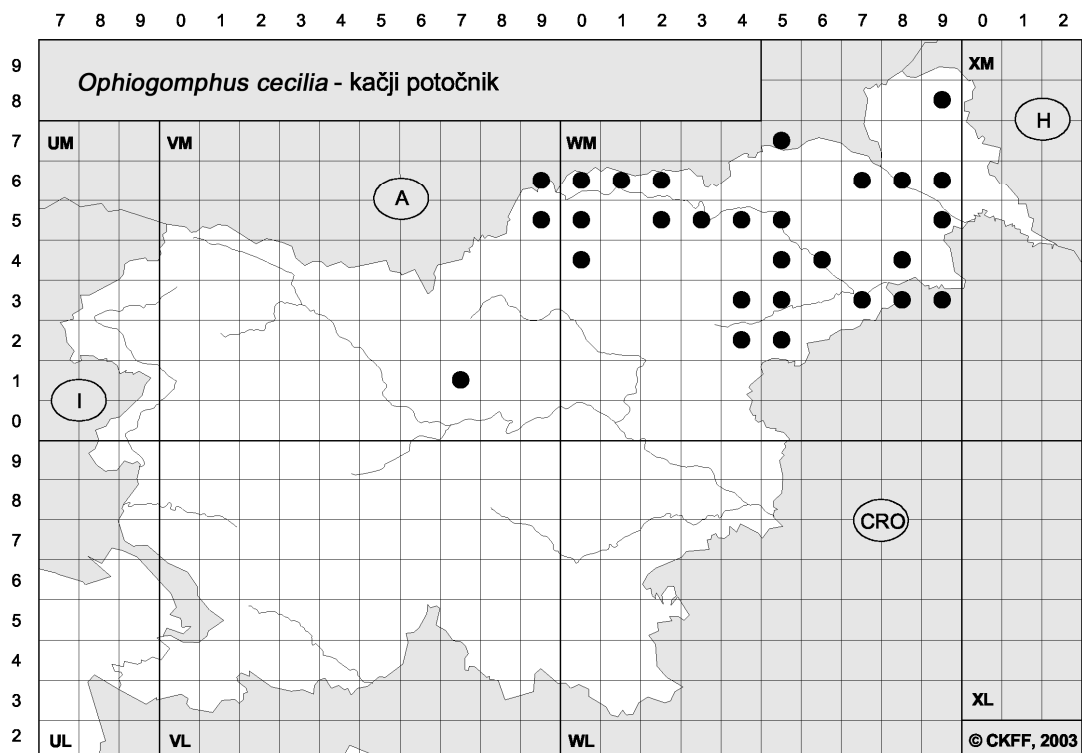 7 8 9 0 1 2 3 4 5 6 7 8 9 0 1 2 3 4 5 6 7 8 9 0 1 2
9 XM
Ophiogomphus cecilia - kačji potočnik
8
H
7 UM VM WM
6
A
5
4
3
2
1
I
0
9
8
CRO
7
6
5
4
3 XL
2 UL VL WL © CKFF, 2003